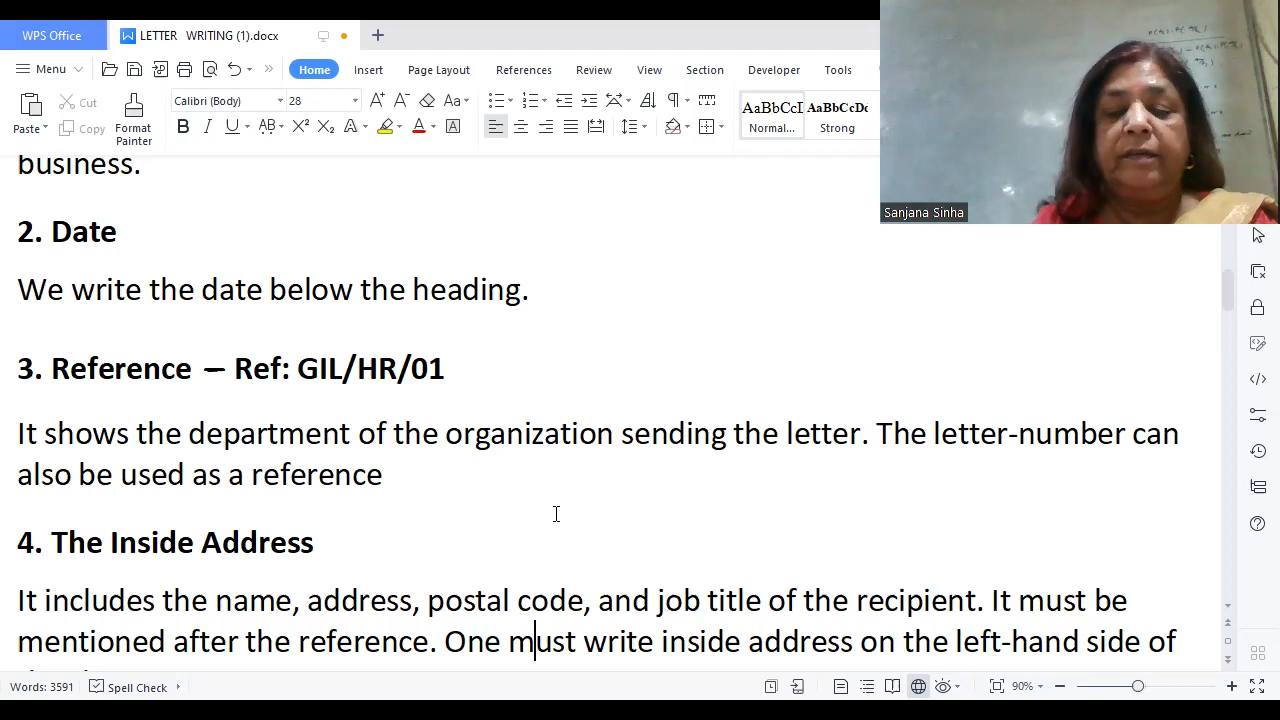 WPS Office
LETTER WRITING (1).docx
Menu
Home Insert Page Layout References Review View Section Developer Tools
Paste
Cut
Copy
Format Painter
Calibri (Body) 28
AaBbCcD Normal...
AaBbCcDc Strong
Sanjana Sinha
business.
2. Date
We write the date below the heading.
3. Reference — Ref: GIL/HR/01
It shows the department of the organization sending the letter. The letter-number can
also be used as a reference
4. The Inside Address
It includes the name, address, postal code, and job title of the recipient. It must be
mentioned after the reference. One must write inside address on the left-hand side of
Words: 3591 Spell Check 90%